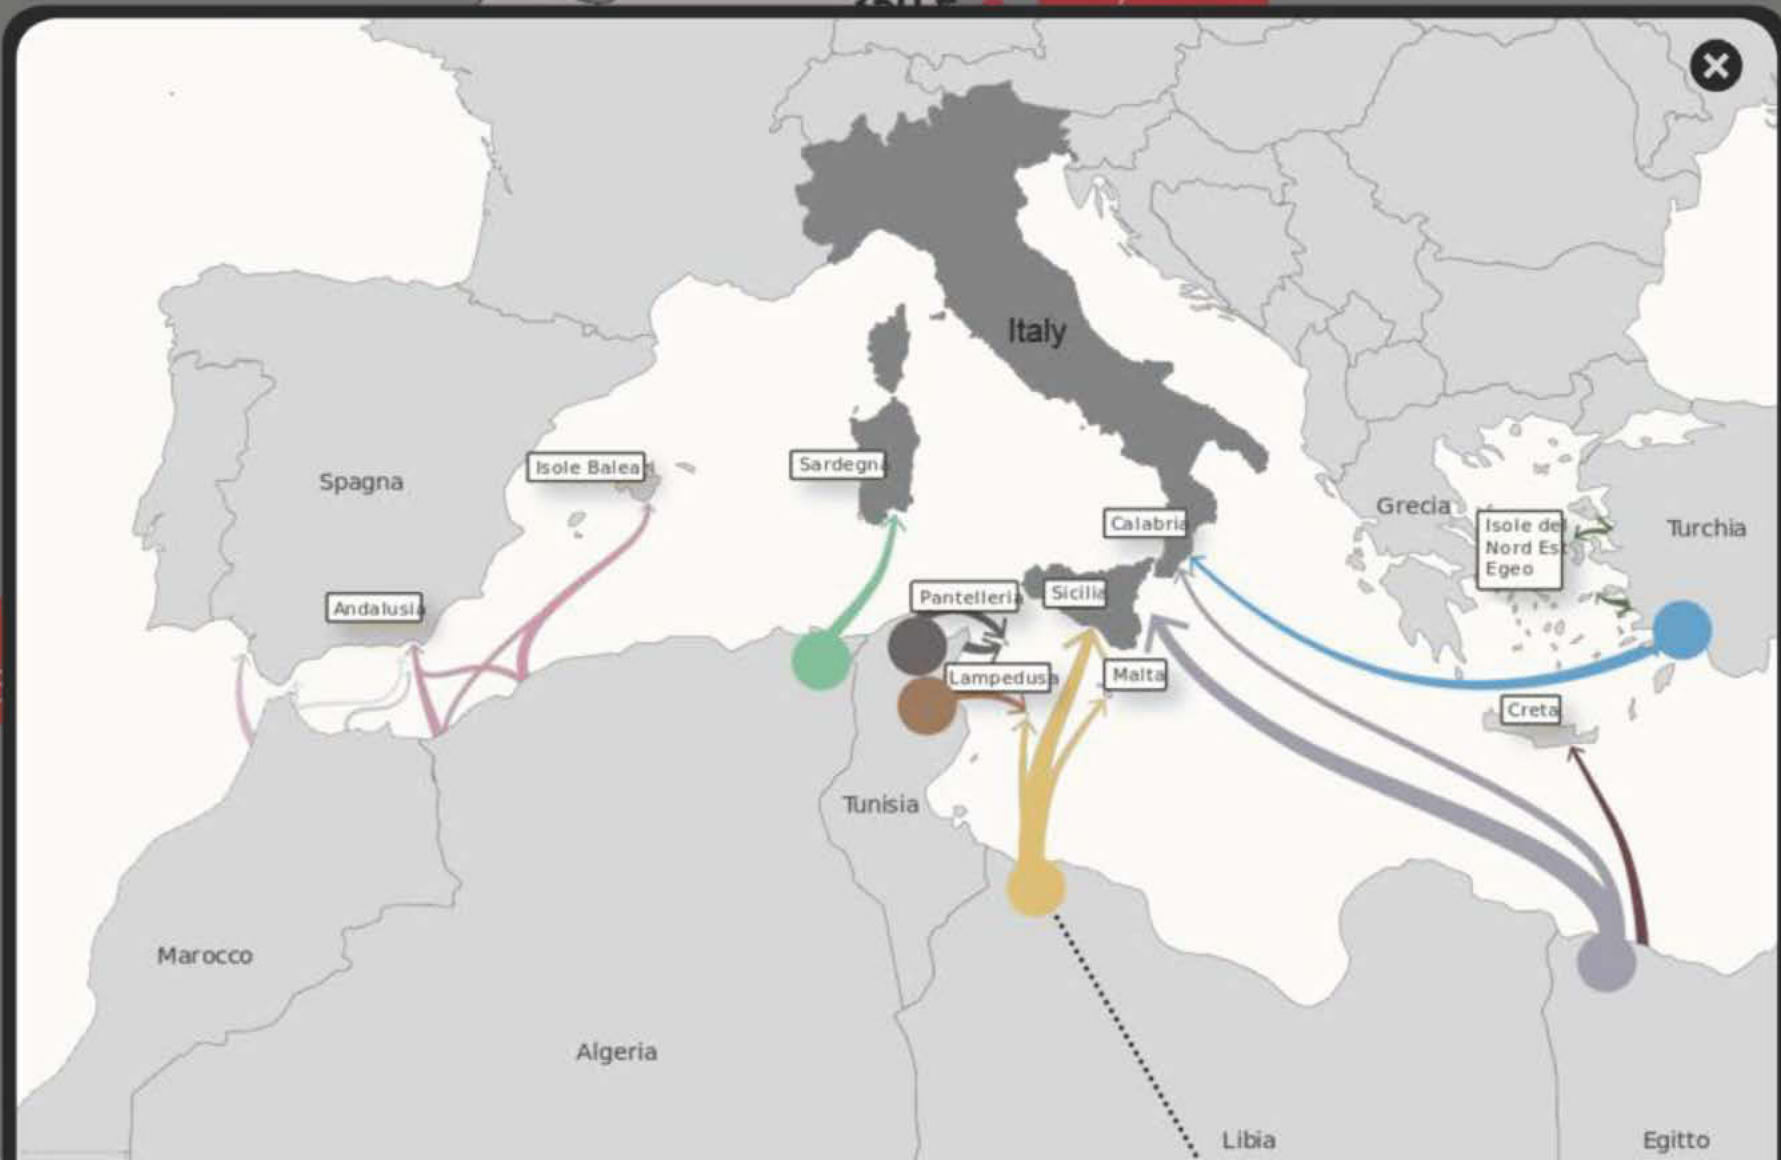 Italy
Spagna
Isole Balea
Sardegna
Calabria
Grecia
Isole del
Nord Est
Egeo
Turchia
Andalusia
Pantelleria
Sicilia
Lampedusa
Malta
Creta
Tunisia
Marocco
Algeria
Libia
Egitto